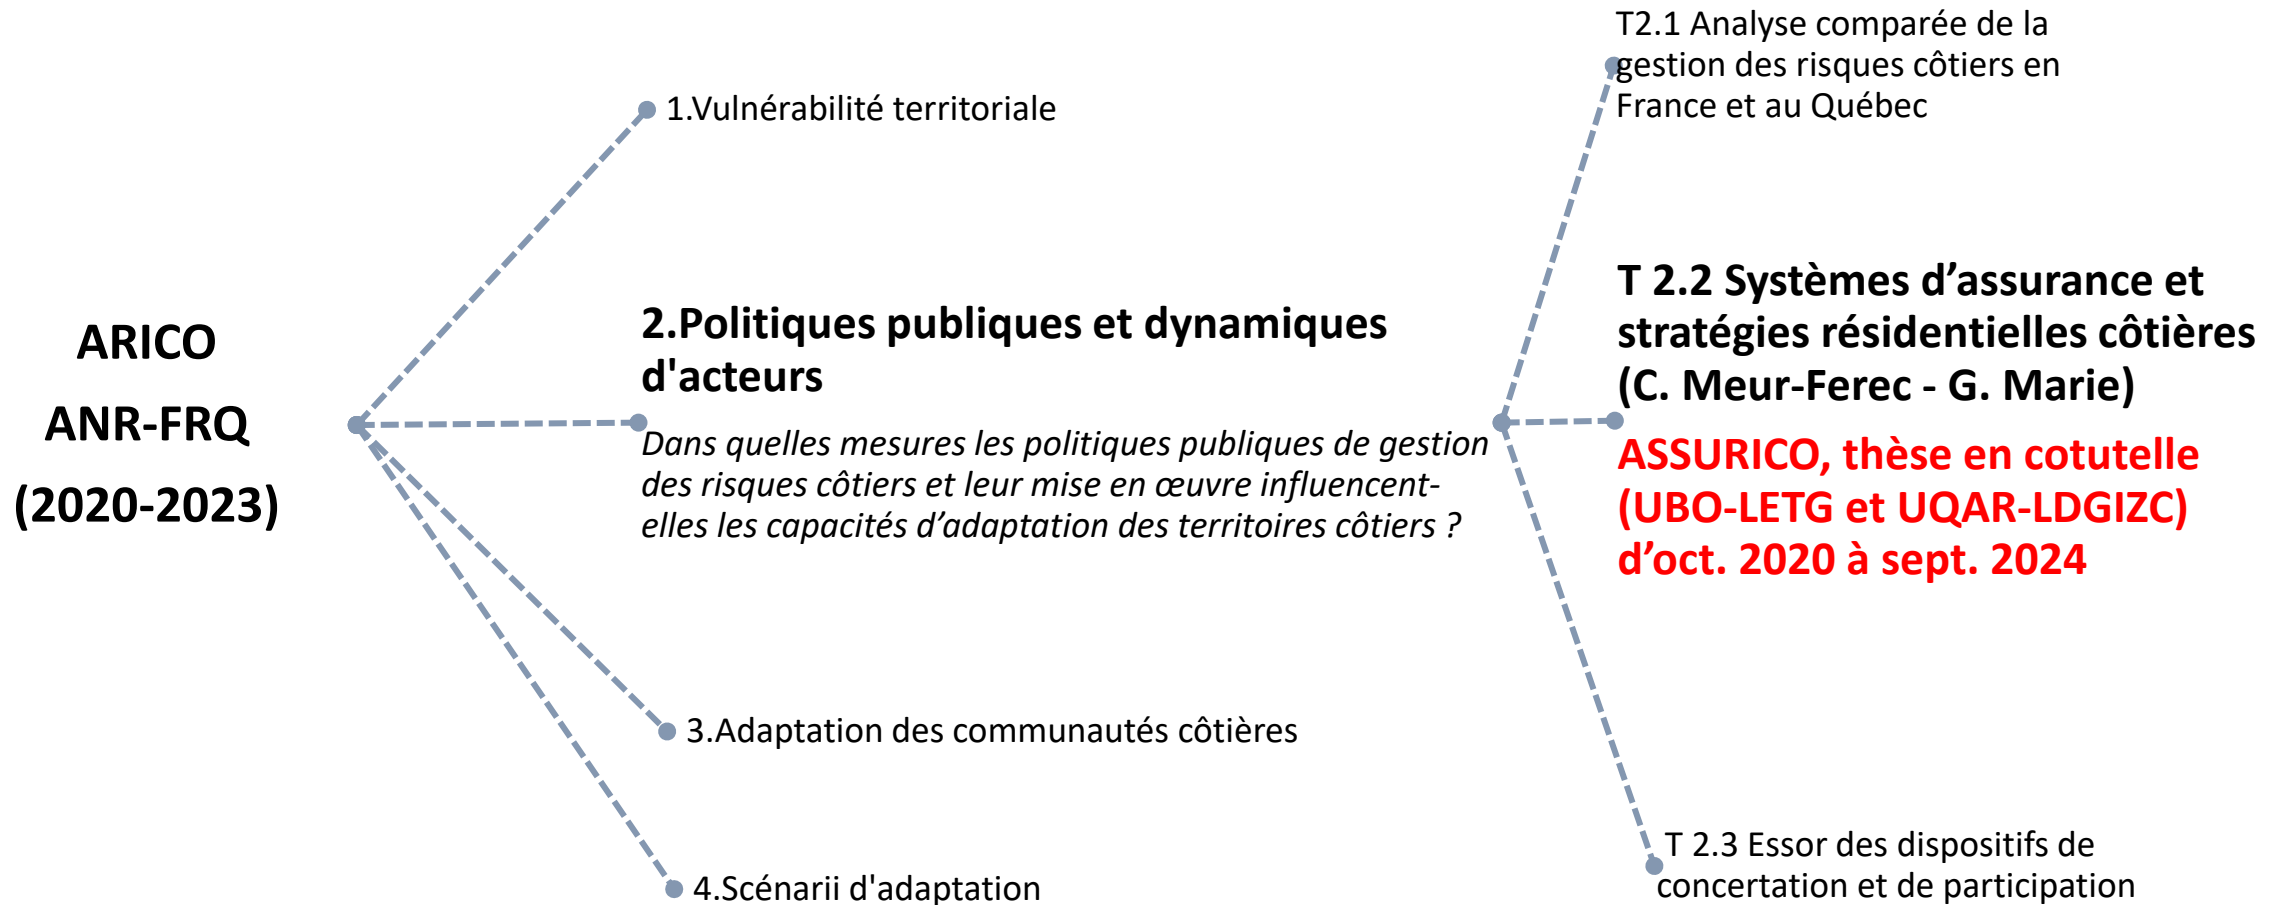 ARICO
ANR-FRQ
(2020-2023)
1.Vulnérabilité territoriale
2.Politiques publiques et dynamiques
d'acteurs
Dans quelles mesures les politiques publiques de gestion
des risques côtiers et leur mise en œuvre influencent-
elles les capacités d’adaptation des territoires côtiers ?
3.Adaptation des communautés côtières
4.Scénarii d'adaptation
T2.1 Analyse comparée de la
gestion des risques côtiers en
France et au Québec
T 2.2 Systèmes d’assurance et
stratégies résidentielles côtières
(C. Meur-Ferec - G. Marie)
ASSURICO, thèse en cotutelle
(UBO-LETG et UQAR-LDGIZC)
d’oct. 2020 à sept. 2024
T 2.3 Essor des dispositifs de
concertation et de participation